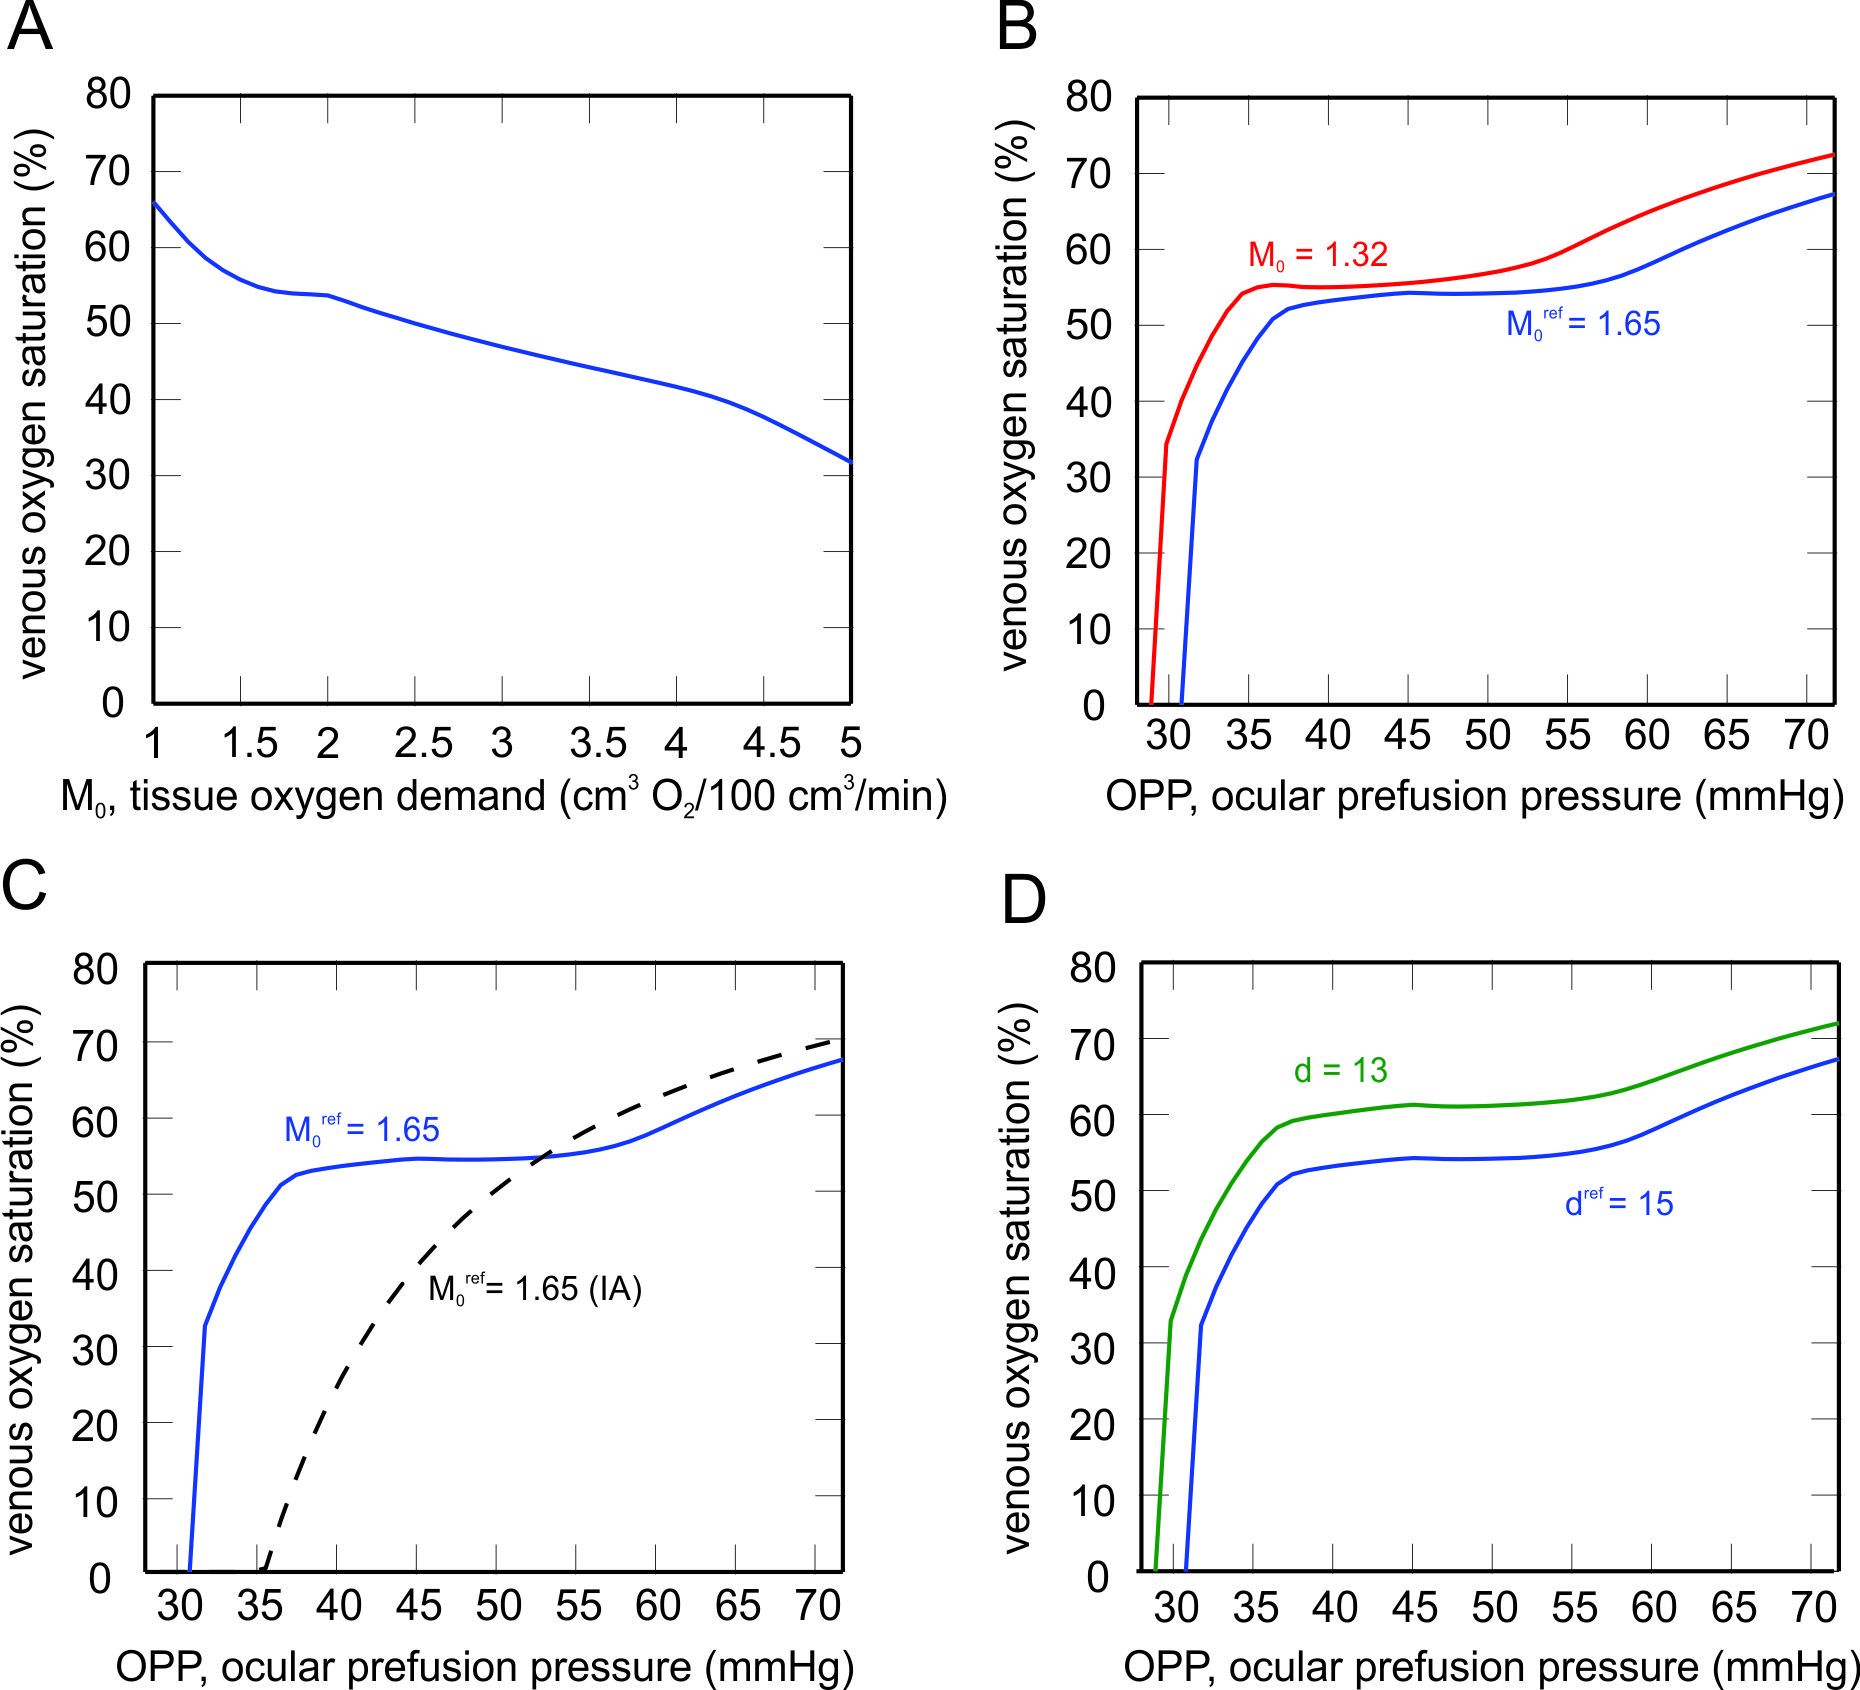 A
venous oxygen saturation (%)
80
70
60
50
40
30
20
10
0
1 1.5 2 2.5 3 3.5 4 4.5 5
M₀, tissue oxygen demand (cm³ O₂/100 cm³/min)
B
venous oxygen saturation (%)
80
70
60
50
40
30
20
10
0
M₀ = 1.32
M₀ʳᵉᶠ = 1.65
30 35 40 45 50 55 60 65 70
OPP, ocular prefusion pressure (mmHg)
C
venous oxygen saturation (%)
80
70
60
50
40
30
20
10
0
M₀ʳᵉᶠ = 1.65
M₀ʳᵉᶠ = 1.65 (IA)
30 35 40 45 50 55 60 65 70
OPP, ocular prefusion pressure (mmHg)
D
venous oxygen saturation (%)
80
70
60
50
40
30
20
10
0
d = 13
dʳᵉᶠ = 15
30 35 40 45 50 55 60 65 70
OPP, ocular prefusion pressure (mmHg)